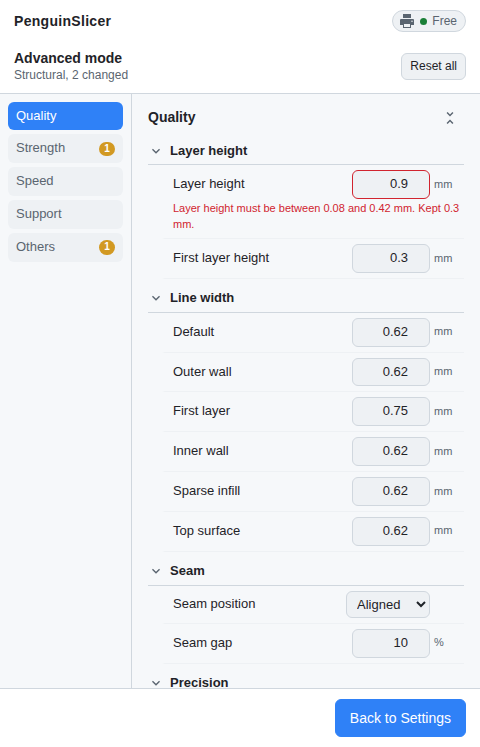 PenguinSlicer
Free
Advanced mode
Structural, 2 changed
Reset all
Quality
Strength 1
Speed
Support
Others 1
Quality
Layer height
Layer height 0.9 mm
Layer height must be between 0.08 and 0.42 mm. Kept 0.3
mm.
First layer height 0.3 mm
Line width
Default 0.62 mm
Outer wall 0.62 mm
First layer 0.75 mm
Inner wall 0.62 mm
Sparse infill 0.62 mm
Top surface 0.62 mm
Seam
Seam position Aligned
Seam gap 10 %
Precision
Back to Settings